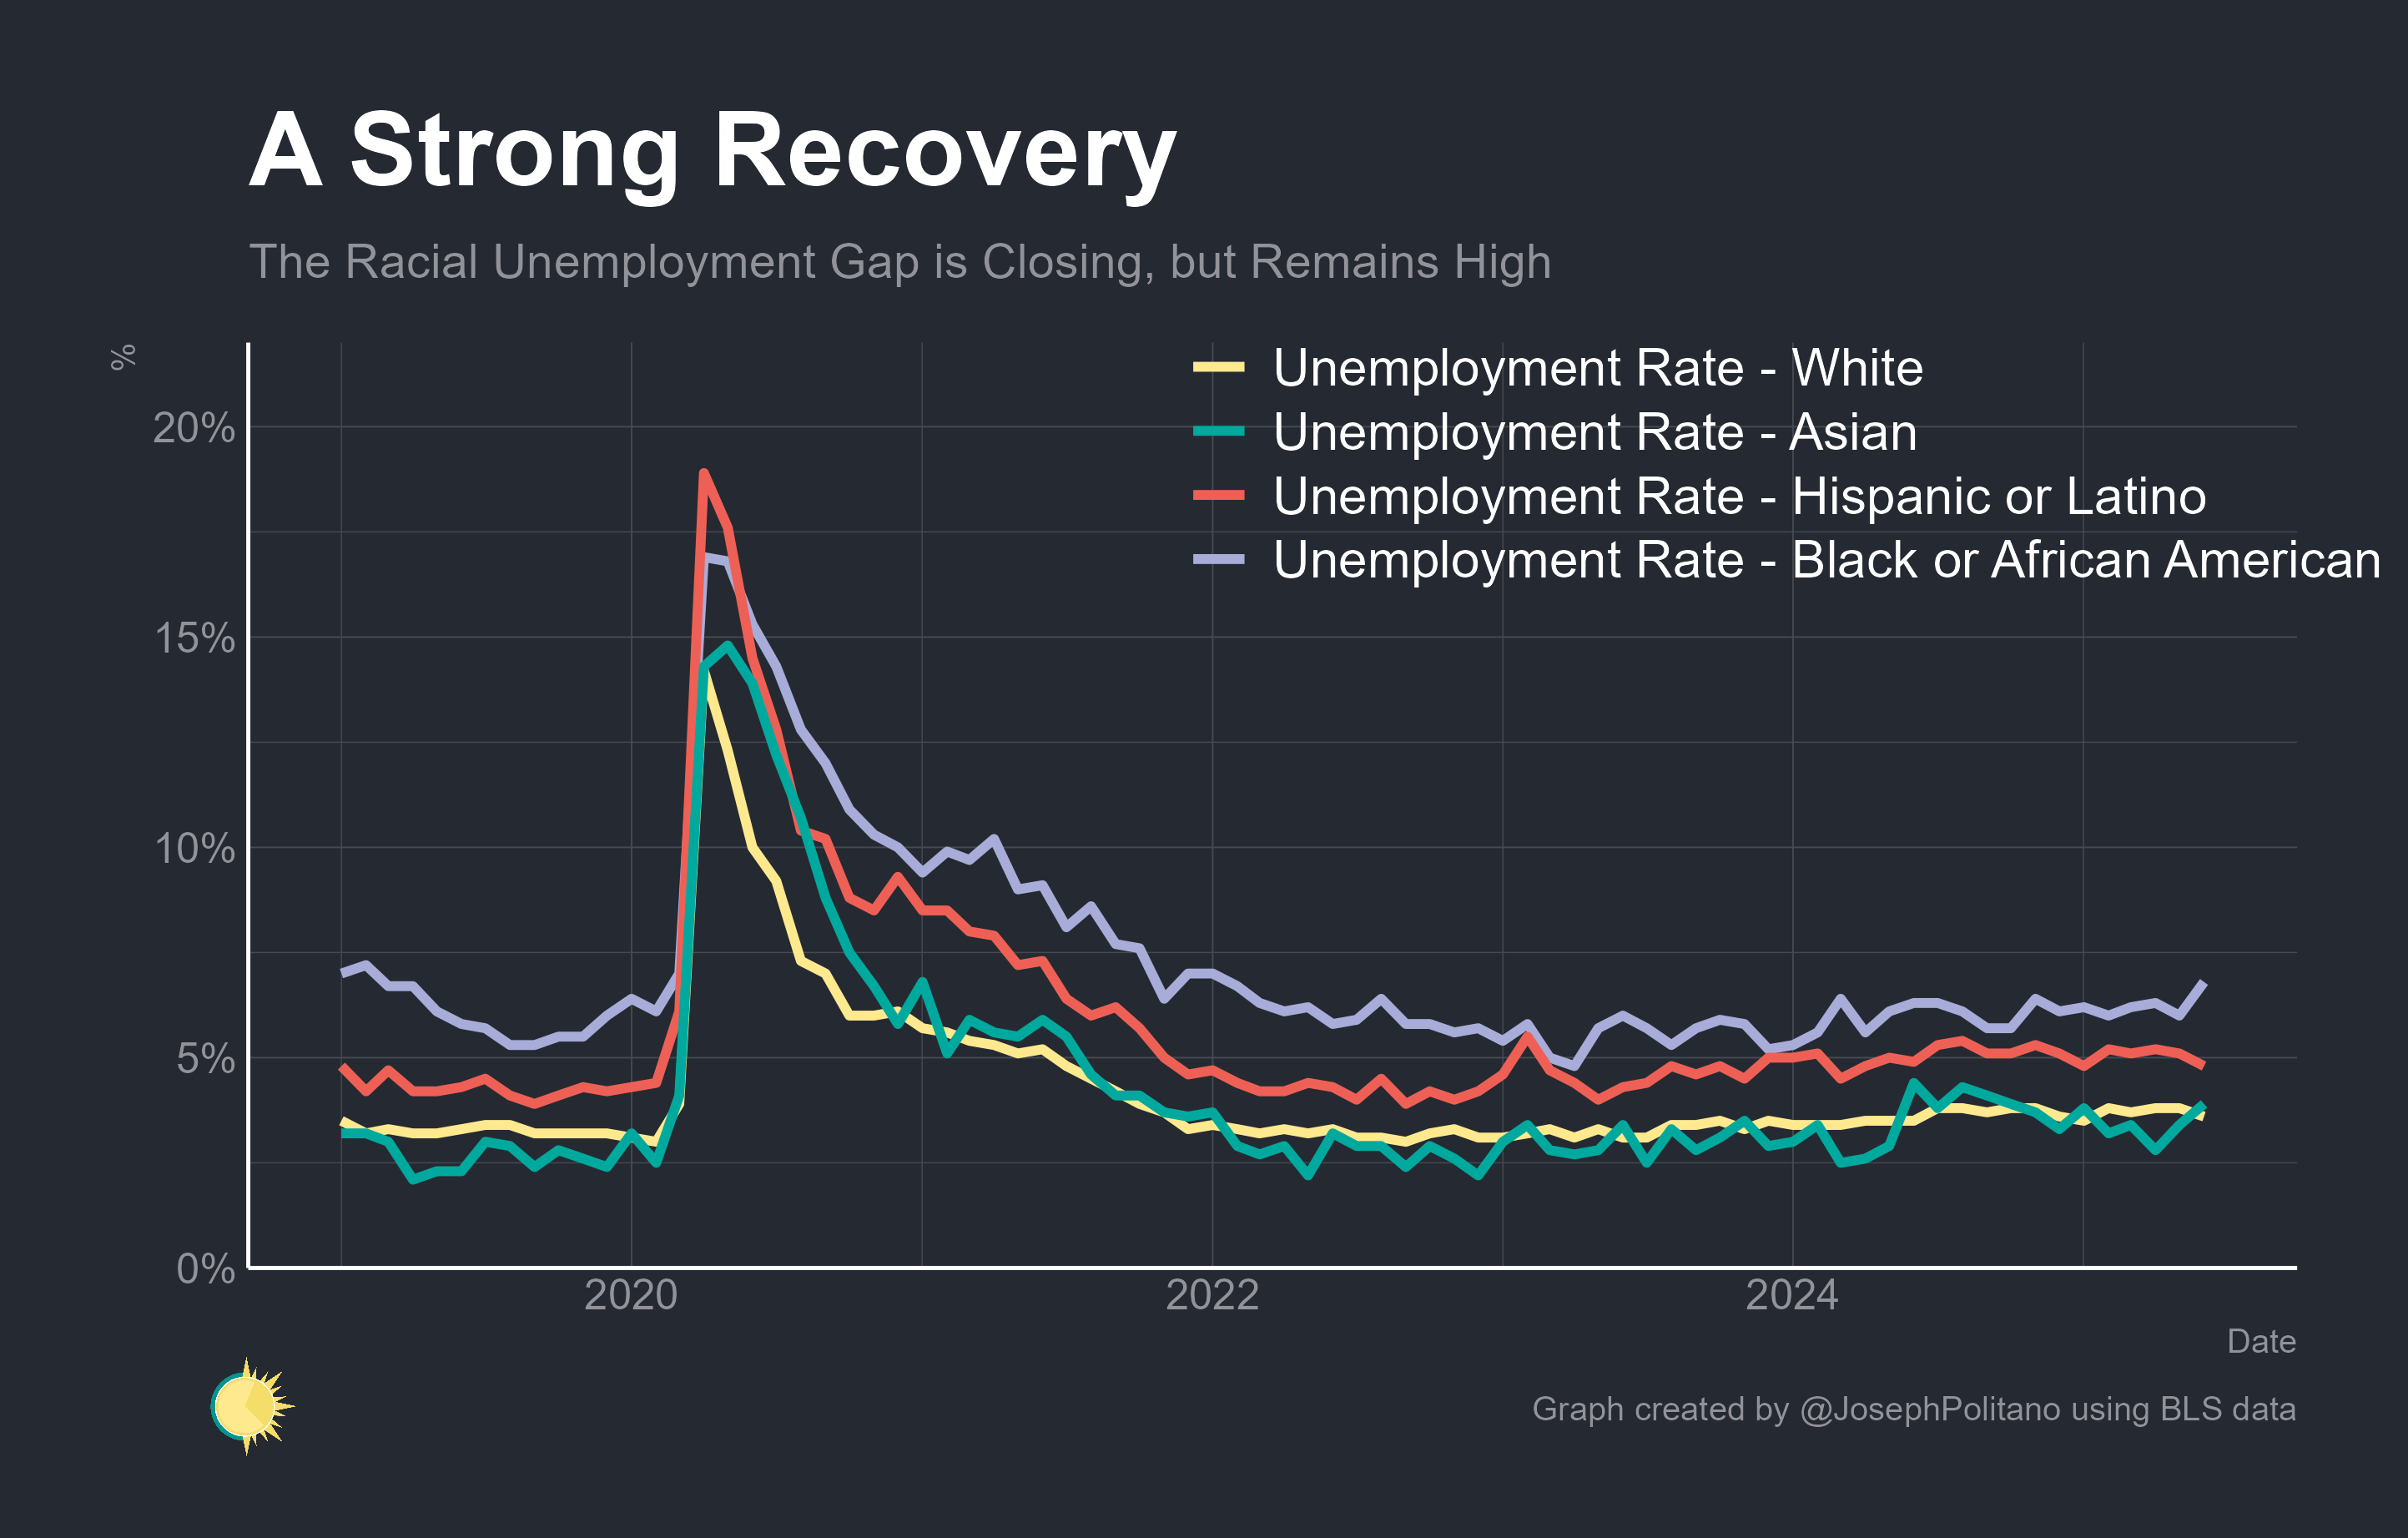 A Strong Recovery
The Racial Unemployment Gap is Closing, but Remains High
%
Unemployment Rate - White
Unemployment Rate - Asian
Unemployment Rate - Hispanic or Latino
Unemployment Rate - Black or African American
20%
15%
10%
5%
0%
2020
2022
2024
Date
Graph created by @JosephPolitano using BLS data